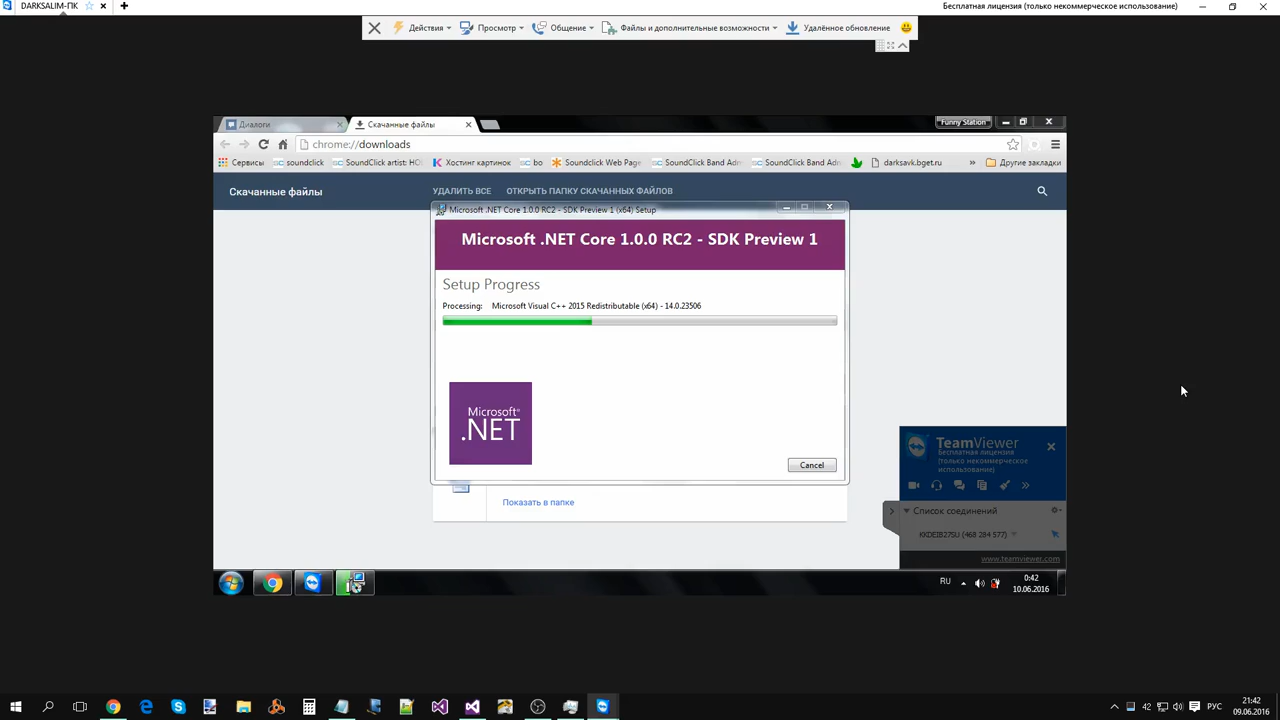 DARKSALIM-ПК
Бесплатная лицензия (только некоммерческое использование)
Действия
Просмотр
Общение
Файлы и дополнительные возможности
Удалённое обновление
Диалоги
Скачанные файлы
Funny Station
chrome://downloads
Сервисы
soundclick
SoundClick artist: HO
Хостинг картинок
bo
Soundclick Web Page
SoundClick Band Adm
SoundClick Band Adm
darksavk.bget.ru
»
Другие закладки
Скачанные файлы
УДАЛИТЬ ВСЕ
ОТКРЫТЬ ПАПКУ СКАЧАННЫХ ФАЙЛОВ
Microsoft .NET Core 1.0.0 RC2 - SDK Preview 1 (x64) Setup
Microsoft .NET Core 1.0.0 RC2 - SDK Preview 1
Setup Progress
Processing: Microsoft Visual C++ 2015 Redistributable (x64) - 14.0.23506
Microsoft®
.NET
Cancel
Показать в папке
TeamViewer
Бесплатная лицензия
(только некоммерческое
использование)
Список соединений
KKDEIB27SU (468 284 577)
www.teamviewer.com
RU
0:42
10.06.2016
42
РУС
21:42
09.06.2016